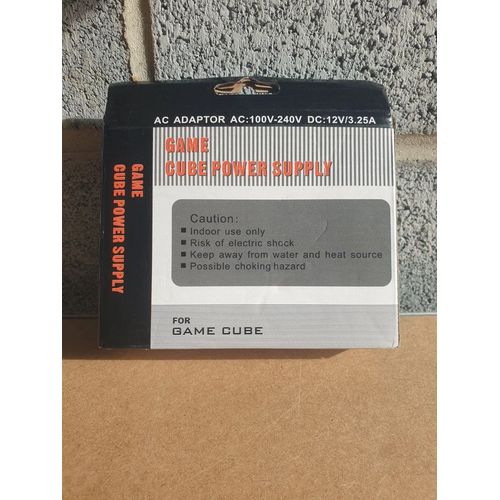 AC ADAPTOR AC:100V-240V DC:12V/3.25A
GAME
CUBE POWER SUPPLY
GAME
CUBE POWER SUPPLY
Caution:
■ Indoor use only
■ Risk of electric shock
■ Keep away from water and heat source
■ Possible choking hazard
FOR
GAME CUBE